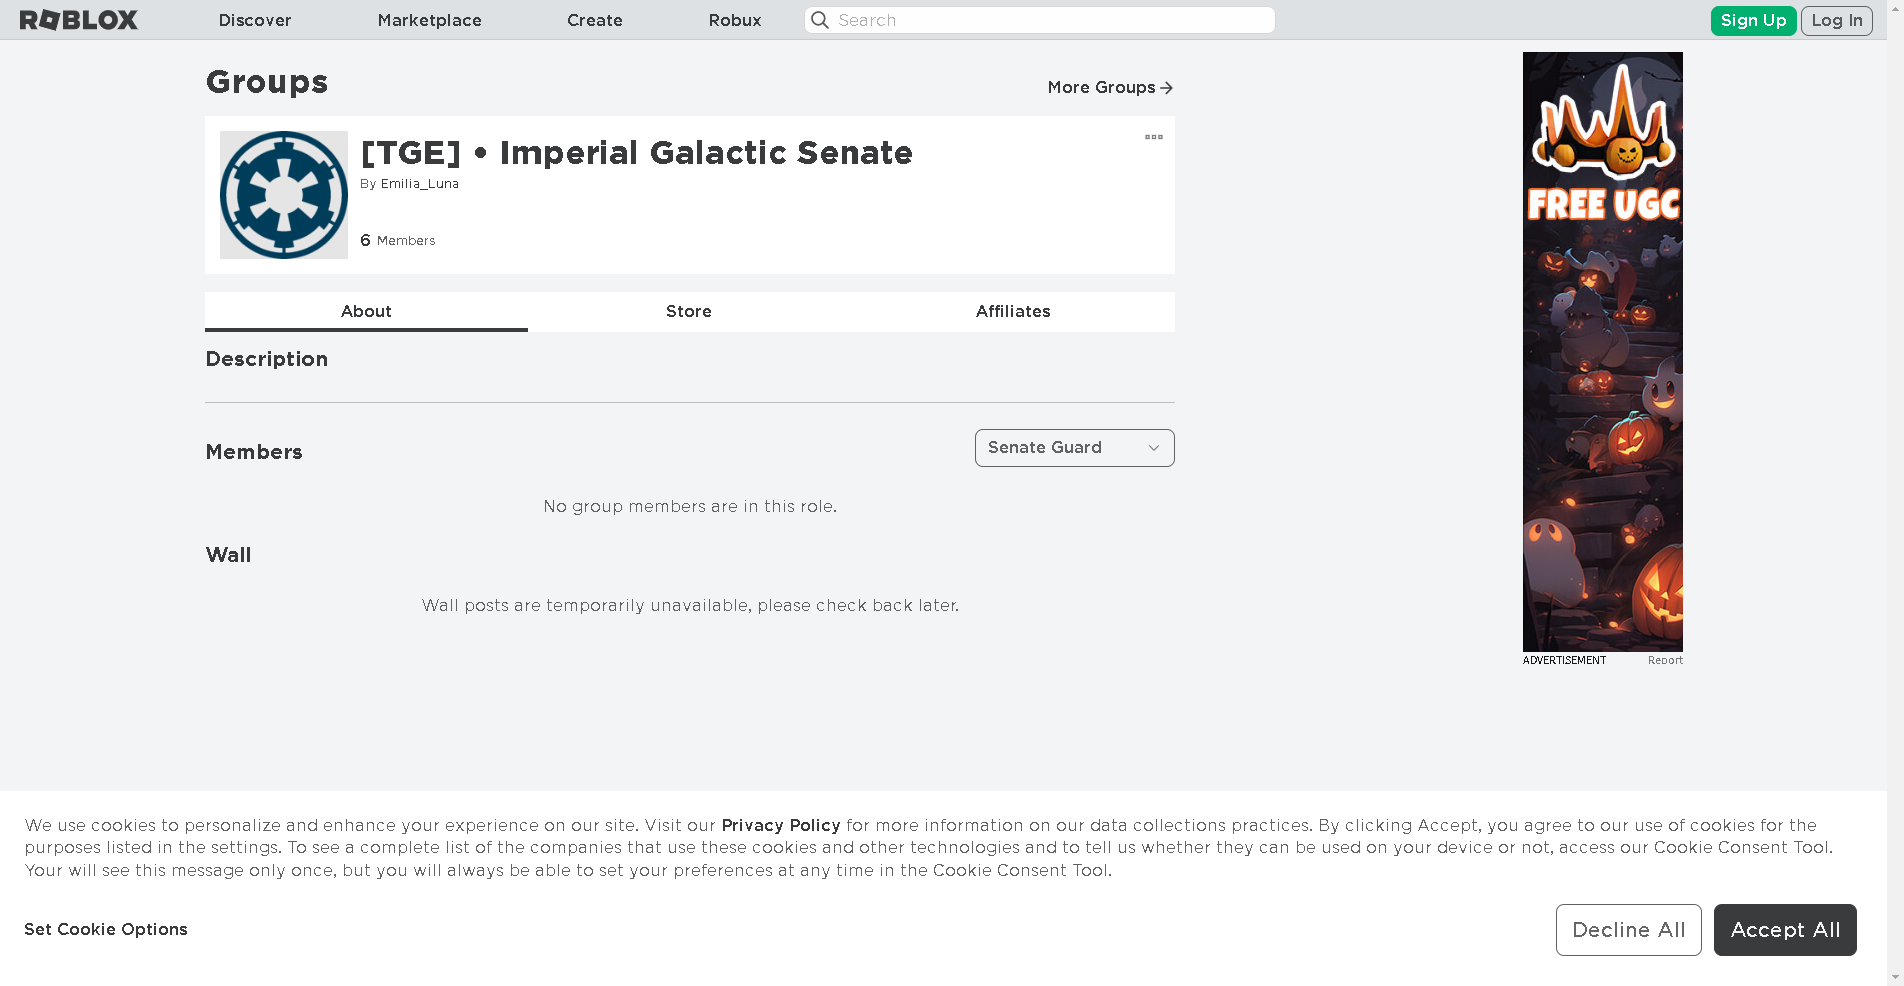 ROBLOX
Discover
Marketplace
Create
Robux
Search
Sign Up
Log In
Groups
More Groups
[TGE] • Imperial Galactic Senate
By Emilia_Luna
6 Members
About
Store
Affiliates
Description
Members
Senate Guard
No group members are in this role.
Wall
Wall posts are temporarily unavailable, please check back later.
FREE UGC
ADVERTISEMENT
Report
We use cookies to personalize and enhance your experience on our site. Visit our Privacy Policy for more information on our data collections practices. By clicking Accept, you agree to our use of cookies for the
purposes listed in the settings. To see a complete list of the companies that use these cookies and other technologies and to tell us whether they can be used on your device or not, access our Cookie Consent Tool.
Your will see this message only once, but you will always be able to set your preferences at any time in the Cookie Consent Tool.
Set Cookie Options
Decline All
Accept All